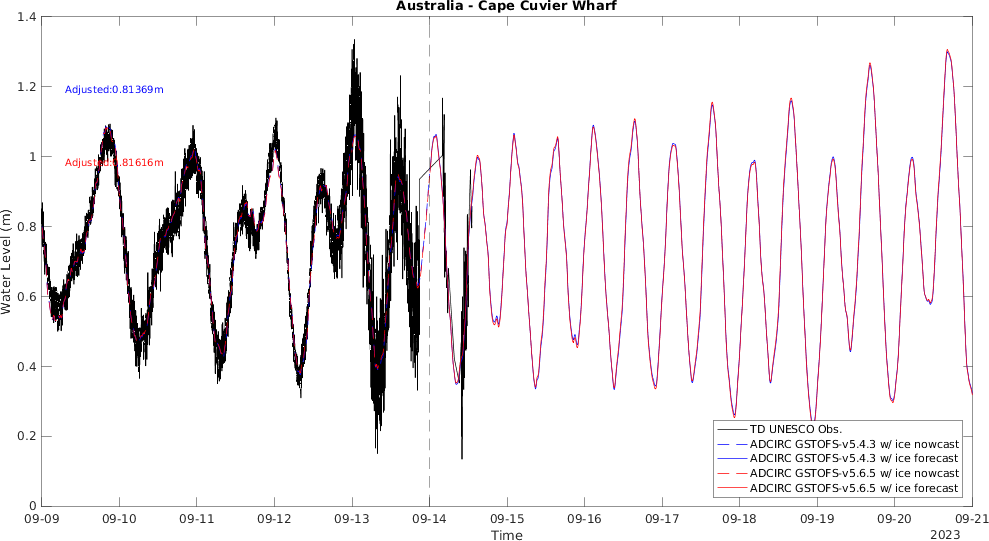 Australia - Cape Cuvier Wharf
1.4
1.2
1
0.8
0.6
0.4
0.2
0
Water Level (m)
Adjusted:0.81369m
Adjusted:0.81616m
TD UNESCO Obs.
ADCIRC GSTOFS-v5.4.3 w/ ice nowcast
ADCIRC GSTOFS-v5.4.3 w/ ice forecast
ADCIRC GSTOFS-v5.6.5 w/ ice nowcast
ADCIRC GSTOFS-v5.6.5 w/ ice forecast
09-09 09-10 09-11 09-12 09-13 09-14 09-15 09-16 09-17 09-18 09-19 09-20 09-21
Time
2023